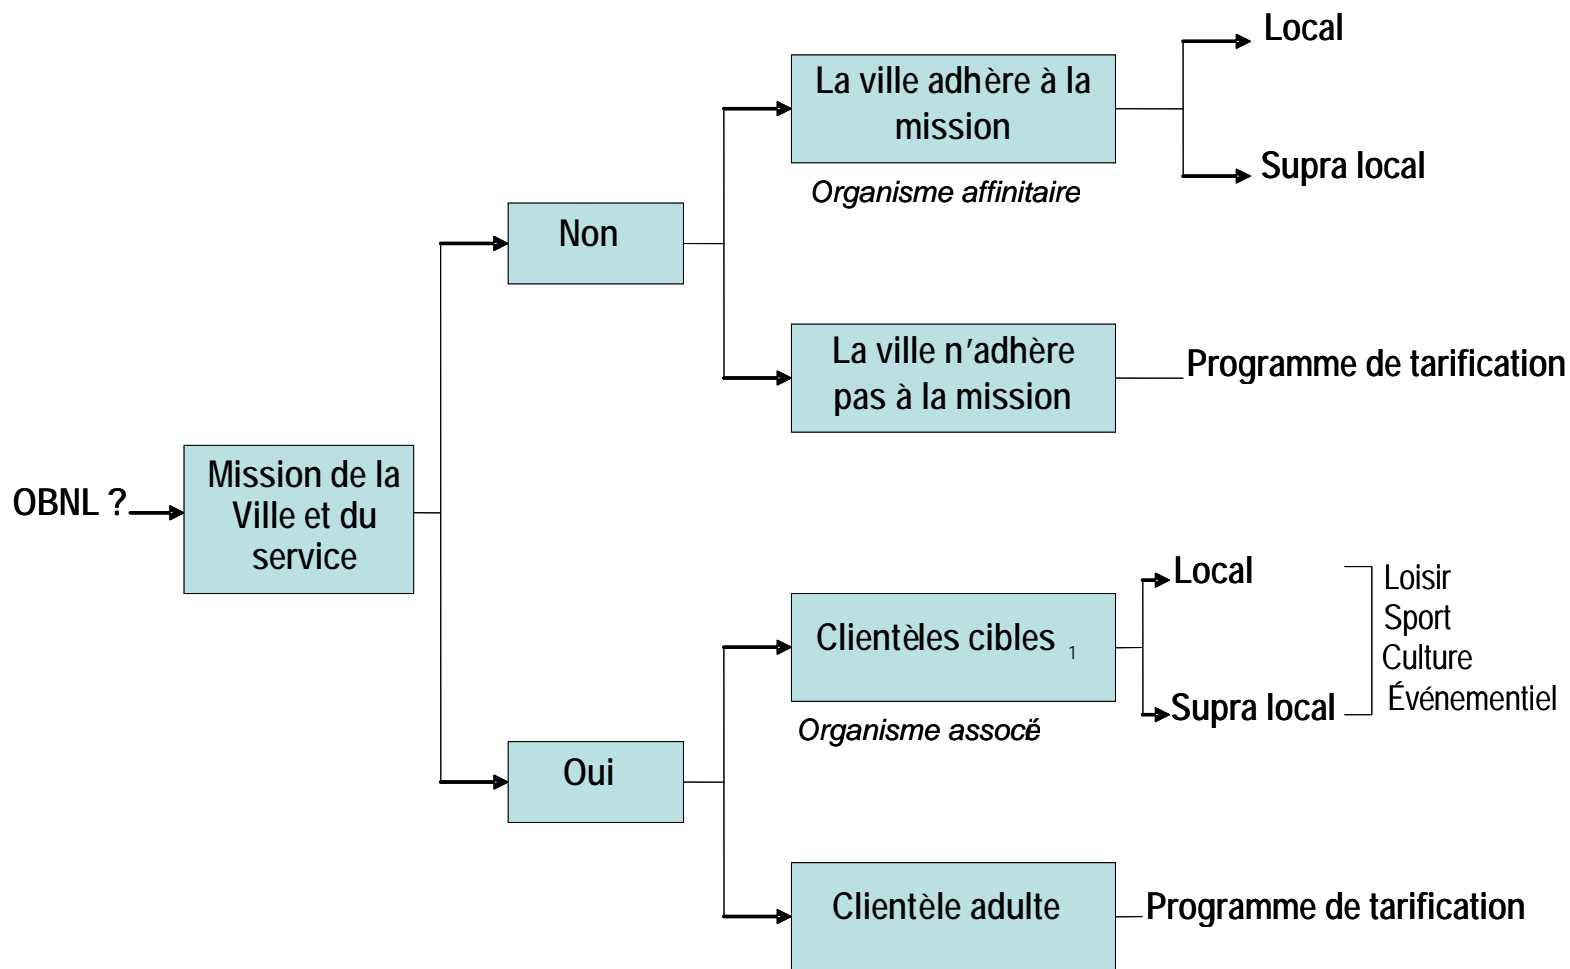 Local
La ville adhère à la
mission
Supra local
Organisme affinitaire
Non
La ville n'adhère
pas à la mission
Programme de tarification
OBNL ?
Mission de la
Ville et du
service
Local
Loisir
Sport
Culture
Événementiel
Clientèles cibles 1
Supra local
Organisme associé
Oui
Clientèle adulte
Programme de tarification